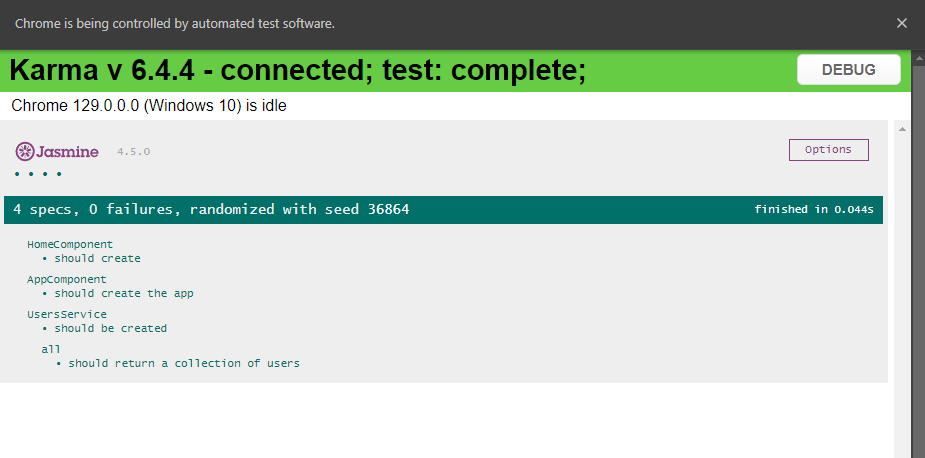 Chrome is being controlled by automated test software.
Karma v 6.4.4 - connected; test: complete;
DEBUG
Chrome 129.0.0.0 (Windows 10) is idle
Jasmine 4.5.0
Options
4 specs, 0 failures, randomized with seed 36864
finished in 0.044s
HomeComponent
• should create
AppComponent
• should create the app
UsersService
• should be created
all
• should return a collection of users